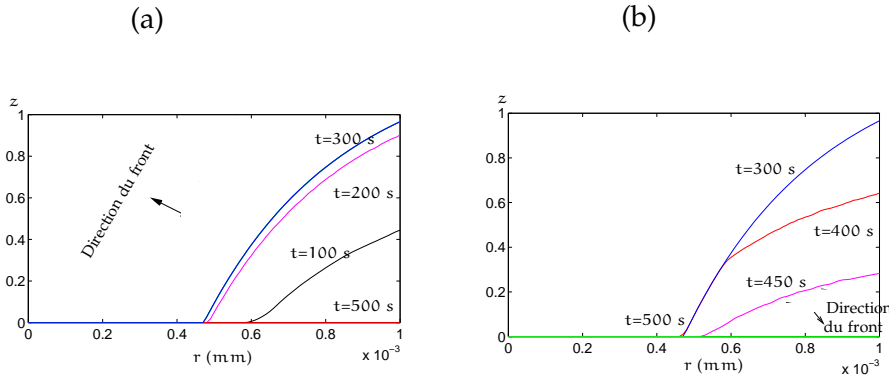 (a)
(b)
z
1
0.8
0.6
0.4
0.2
0
0
0.2
0.4
0.6
0.8
1
r (mm)
x 10⁻³
t=300 s
t=200 s
t=100 s
t=500 s
Direction du front
z
1
0.8
0.6
0.4
0.2
0
0
0.2
0.4
0.6
0.8
1
r (mm)
x 10⁻³
t=300 s
t=400 s
t=450 s
t=500 s
Direction
du front